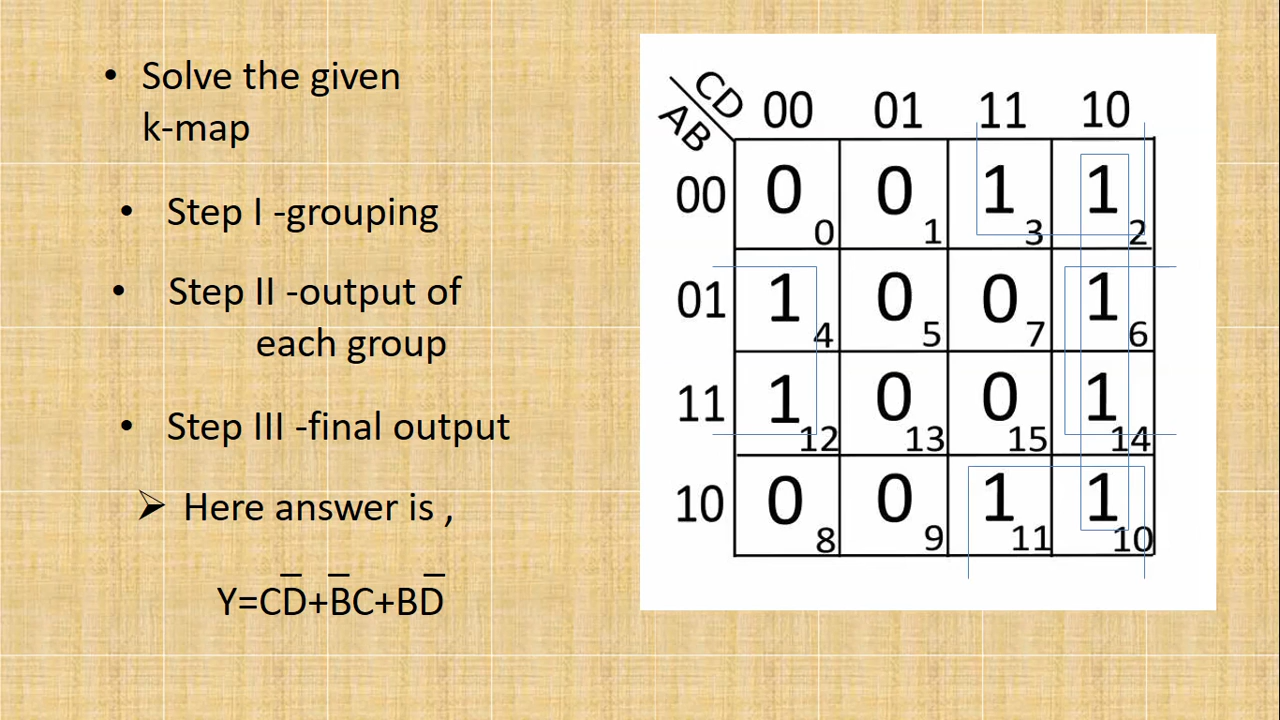 • Solve the given
k-map
• Step I -grouping
• Step II -output of
each group
• Step III -final output
➢ Here answer is ,
Y=CD̅+B̅C+BD̅
CD
AB
00 01 11 10
00 0 0 0 1 1 3 1 2
01 1 4 0 5 0 7 1 6
11 1 12 0 13 0 15 1 14
10 0 8 0 9 1 11 1 10